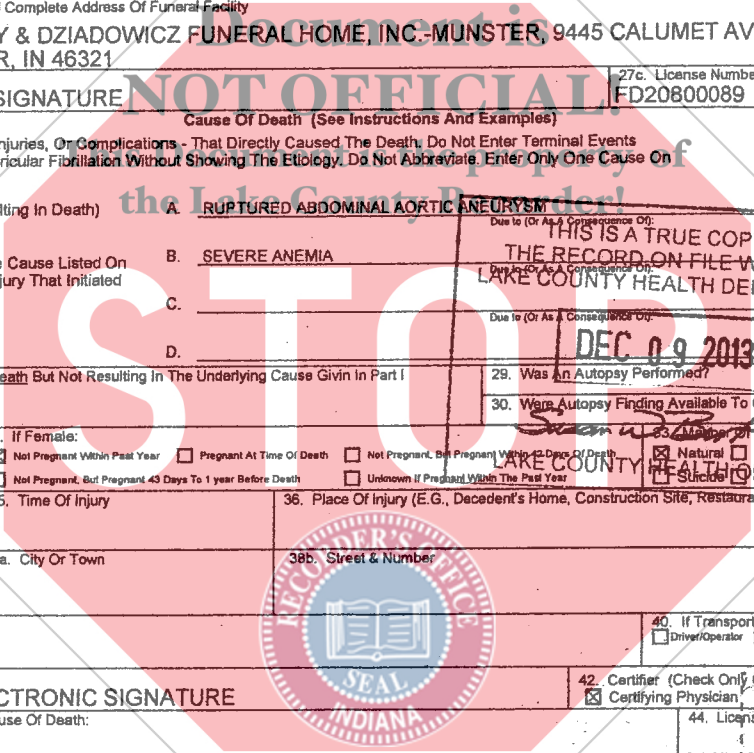 Complete Address Of Funeral Facility
Y & DZIADOWICZ FUNERAL HOME, INC.-MUNSTER, 9445 CALUMET AV
R, IN 46321
Document is
NOT OFFICIAL!
This Document is the property of
the Lake County Recorder!
SIGNATURE
27c. License Numbe
FD20800089
Cause Of Death (See Instructions And Examples)
njuries, Or Complications - That Directly Caused The Death. Do Not Enter Terminal Events
ricular Fibrillation Without Showing The Etiology. Do Not Abbreviate. Enter Only One Cause On
lting In Death)
A. RUPTURED ABDOMINAL AORTIC ANEURYSM
Due to (Or As A Consequence Of):
THIS IS A TRUE COP
THE RECORD ON FILE W
LAKE COUNTY HEALTH DE
e Cause Listed On
jury That Initiated
B. SEVERE ANEMIA
Due to (Or As A Consequence Of):
C.
Due to (Or As A Consequence Of):
D.
DEC 09 2013
STOP
eath But Not Resulting In The Underlying Cause Givin In Part I
29. Was An Autopsy Performed?
30. Were Autopsy Finding Available To
If Female:
Not Pregnant Within Past Year
Pregnant At Time Of Death
Not Pregnant, But Pregnant Within 42 Days Of Death
33. Manner Of
Natural
Not Pregnant, But Pregnant 43 Days To 1 year Before Death
Unknown If Pregnant Within The Past Year
Suicide
LAKE COUNTY HEALTH O
5. Time Of Injury
36. Place Of Injury (E.G., Decedent's Home, Construction Site, Restaura
a. City Or Town
38b. Street & Number
RECORDER'S OFFICE
SEAL
INDIANA
40. If Transport
Driver/Operator
CTRONIC SIGNATURE
42. Certifier (Check Only
Certifying Physician
use Of Death:
44. Licens